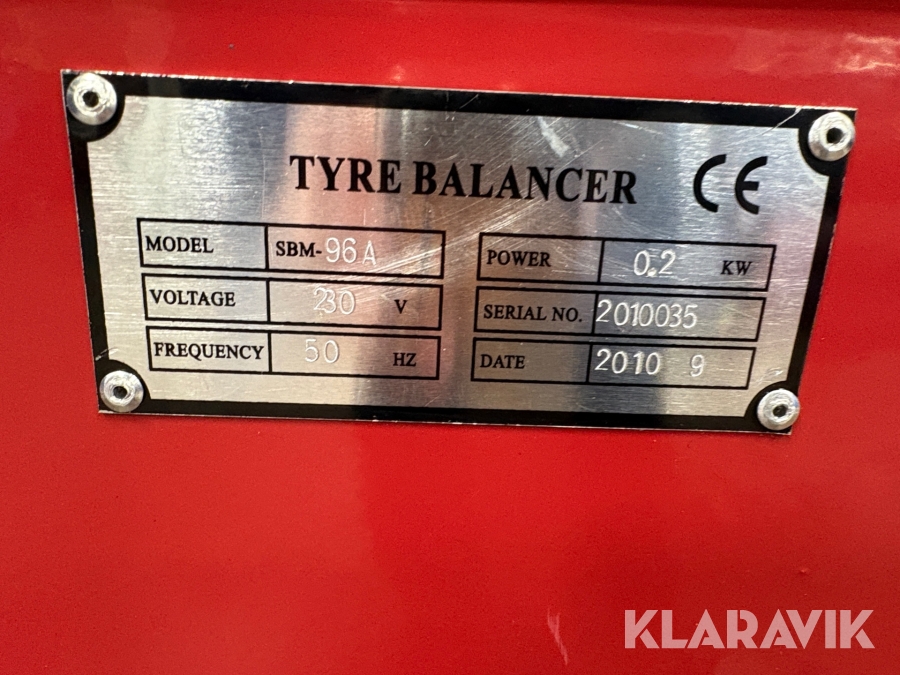 TYRE BALANCER CE
MODEL SBM-96A
VOLTAGE 230 V
FREQUENCY 50 HZ
POWER 0.2 KW
SERIAL NO. 2010035
DATE 2010 9
KLARAVIK